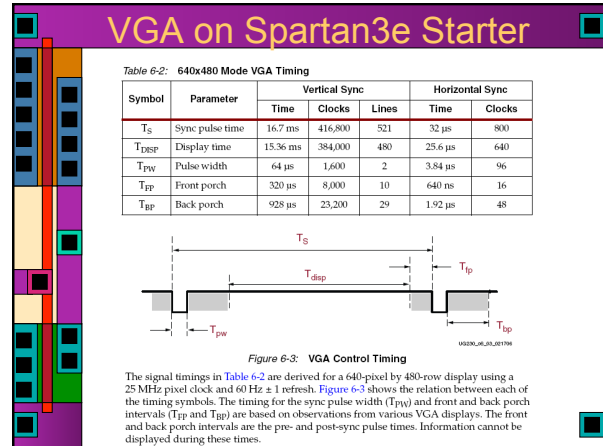 VGA on Spartan3e Starter
Table 6-2: 640x480 Mode VGA Timing
Symbol Parameter Vertical Sync Horizontal Sync
Time Clocks Lines Time Clocks
TS Sync pulse time 16.7 ms 416,800 521 32 µs 800
TDISP Display time 15.36 ms 384,000 480 25.6 µs 640
TPW Pulse width 64 µs 1,600 2 3.84 µs 96
TFP Front porch 320 µs 8,000 10 640 ns 16
TBP Back porch 928 µs 23,200 29 1.92 µs 48
TS
Tdisp
Tfp
Tpw
Tbp
UG230_c6_03_021706
Figure 6-3: VGA Control Timing
The signal timings in Table 6-2 are derived for a 640-pixel by 480-row display using a
25 MHz pixel clock and 60 Hz ± 1 refresh. Figure 6-3 shows the relation between each of
the timing symbols. The timing for the sync pulse width (TPW) and front and back porch
intervals (TFP and TBP) are based on observations from various VGA displays. The front
and back porch intervals are the pre- and post-sync pulse times. Information cannot be
displayed during these times.